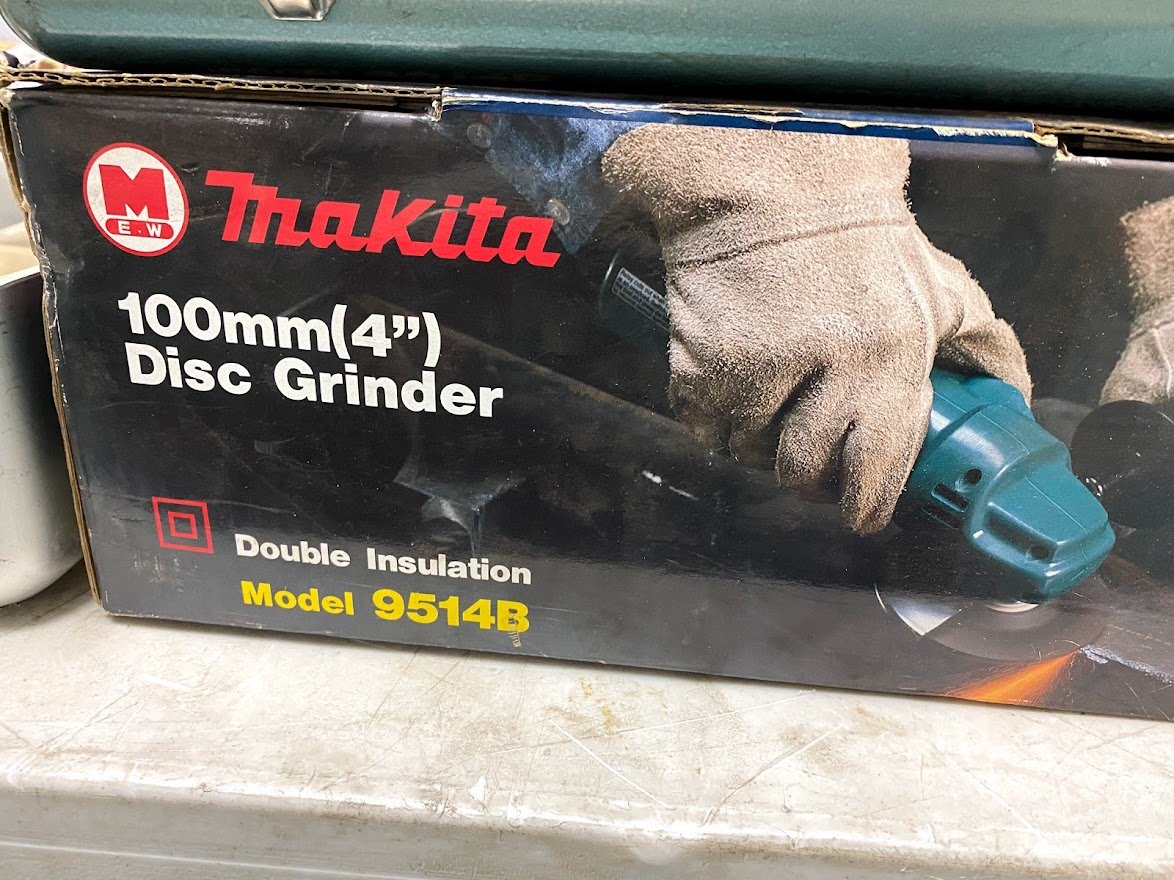 M
E·W
Makita
100mm(4”)
Disc Grinder
Double Insulation
Model 9514B